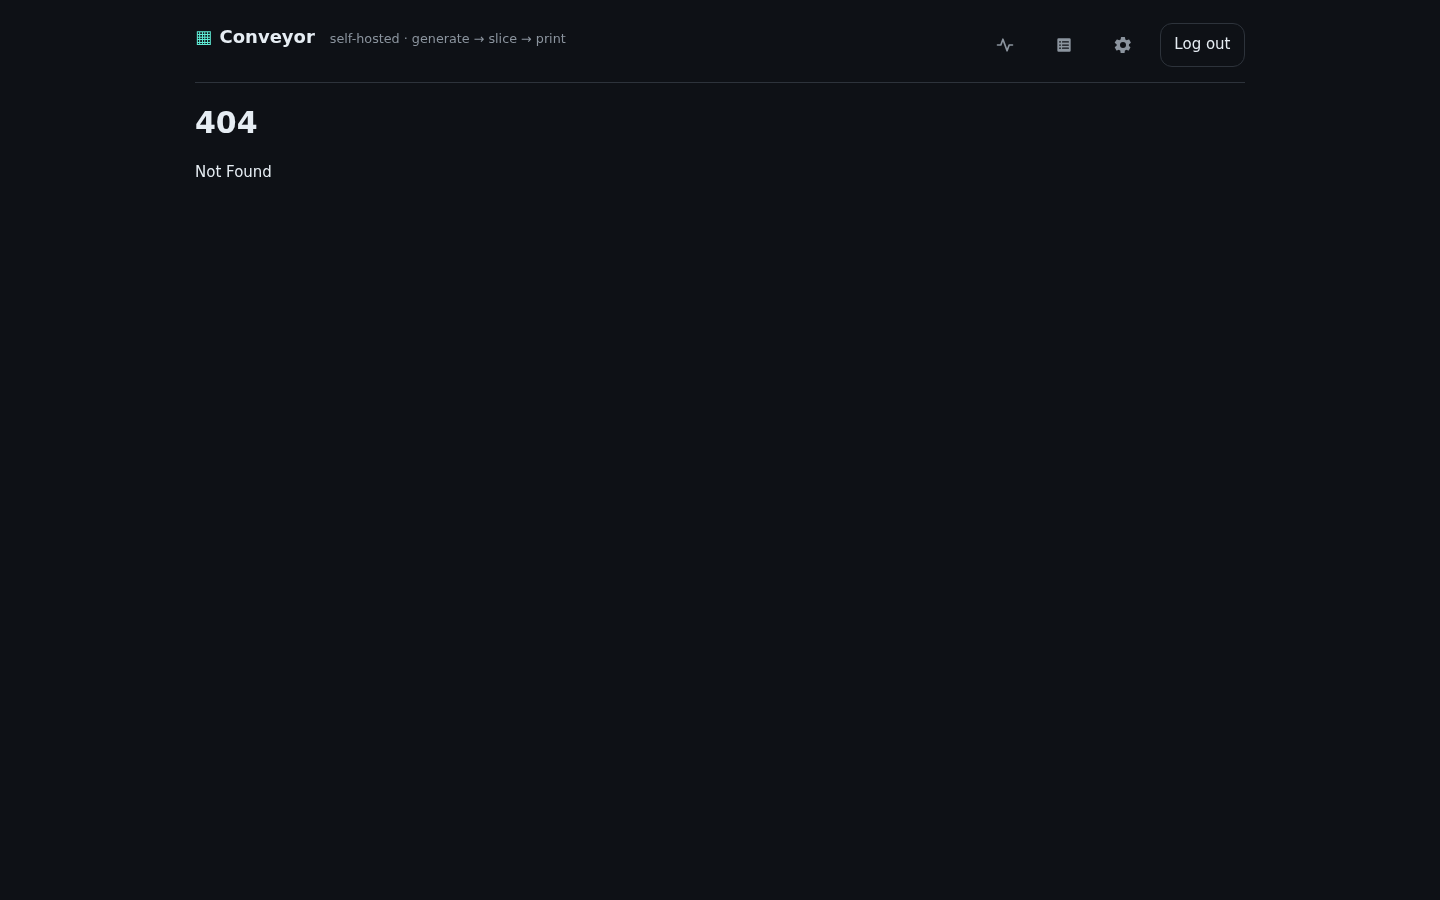 Conveyor self-hosted · generate → slice → print
Log out
404
Not Found